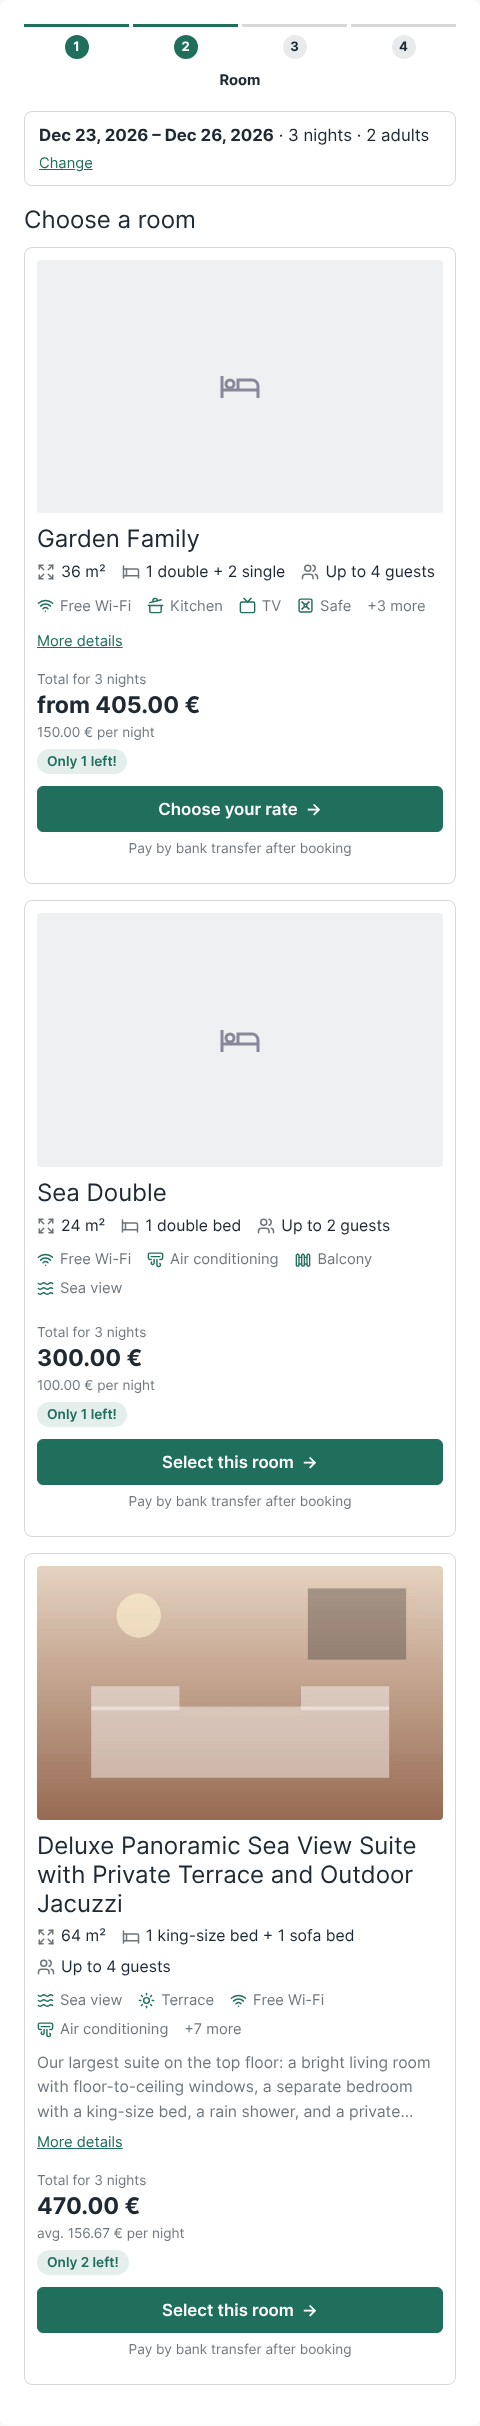 1
2
3
4
Room
Dec 23, 2026 – Dec 26, 2026 · 3 nights · 2 adults
Change
Choose a room
Garden Family
36 m² 1 double + 2 single Up to 4 guests
Free Wi-Fi Kitchen TV Safe +3 more
More details
Total for 3 nights
from 405.00 €
150.00 € per night
Only 1 left!
Choose your rate →
Pay by bank transfer after booking
Sea Double
24 m² 1 double bed Up to 2 guests
Free Wi-Fi Air conditioning Balcony
Sea view
Total for 3 nights
300.00 €
100.00 € per night
Only 1 left!
Select this room →
Pay by bank transfer after booking
Deluxe Panoramic Sea View Suite
with Private Terrace and Outdoor
Jacuzzi
64 m² 1 king-size bed + 1 sofa bed
Up to 4 guests
Sea view Terrace Free Wi-Fi
Air conditioning +7 more
Our largest suite on the top floor: a bright living room
with floor-to-ceiling windows, a separate bedroom
with a king-size bed, a rain shower, and a private...
More details
Total for 3 nights
470.00 €
avg. 156.67 € per night
Only 2 left!
Select this room →
Pay by bank transfer after booking